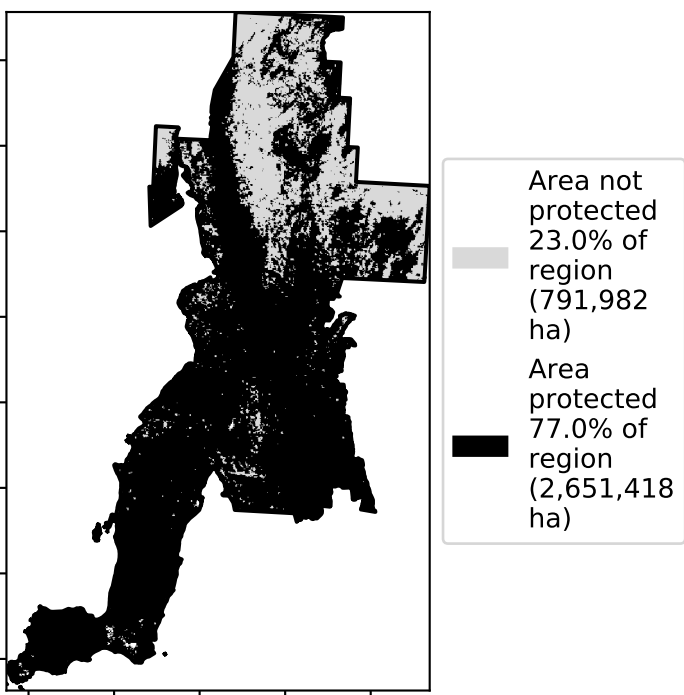 Area not
protected
23.0% of
region
(791,982
ha)
Area
protected
77.0% of
region
(2,651,418
ha)